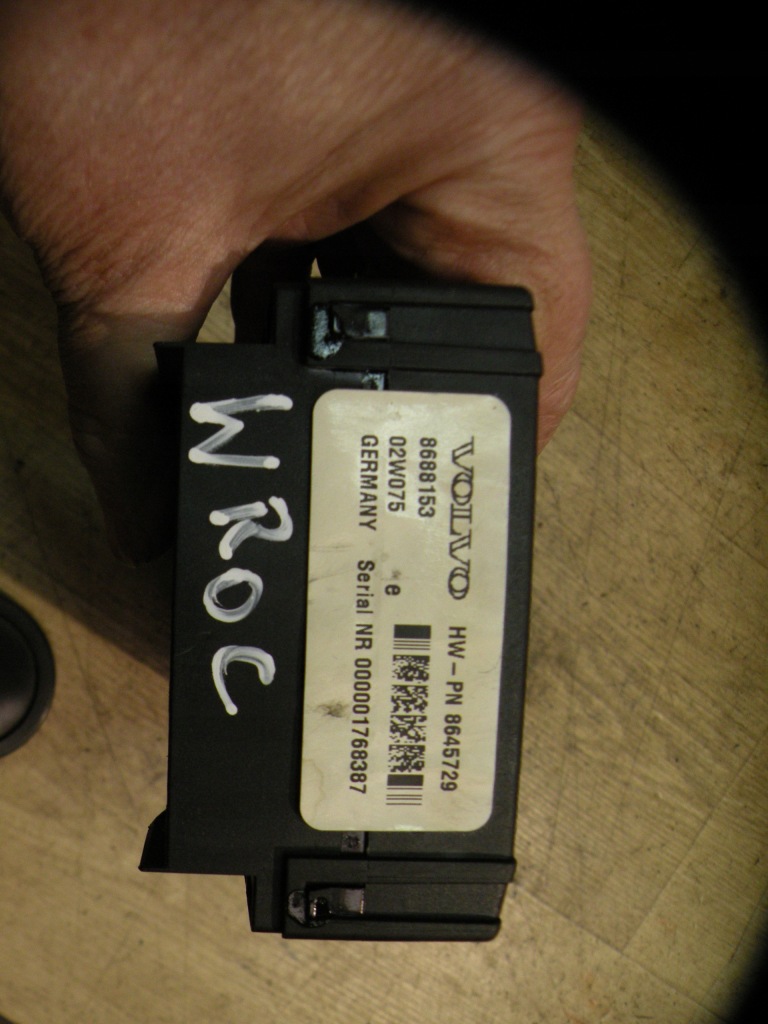 VOLVO HW-PN 8645729
8688153
02W075 e
GERMANY Serial NR 000001768387
WROC